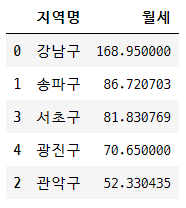 지역명 월세
0 강남구 168.950000
1 송파구 86.720703
3 서초구 81.830769
4 광진구 70.650000
2 관악구 52.330435